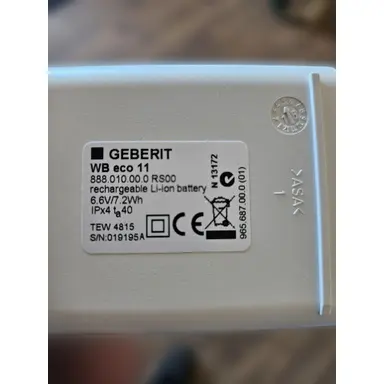 GEBERIT
WB eco 11
888.010.00.0 RS00
rechargeable Li-ion battery
6.6V/7.2Wh
IPx4 ta40
TEW 4815
S/N:019195A
N 13172
965.687.00.0 (01)
>ASA<